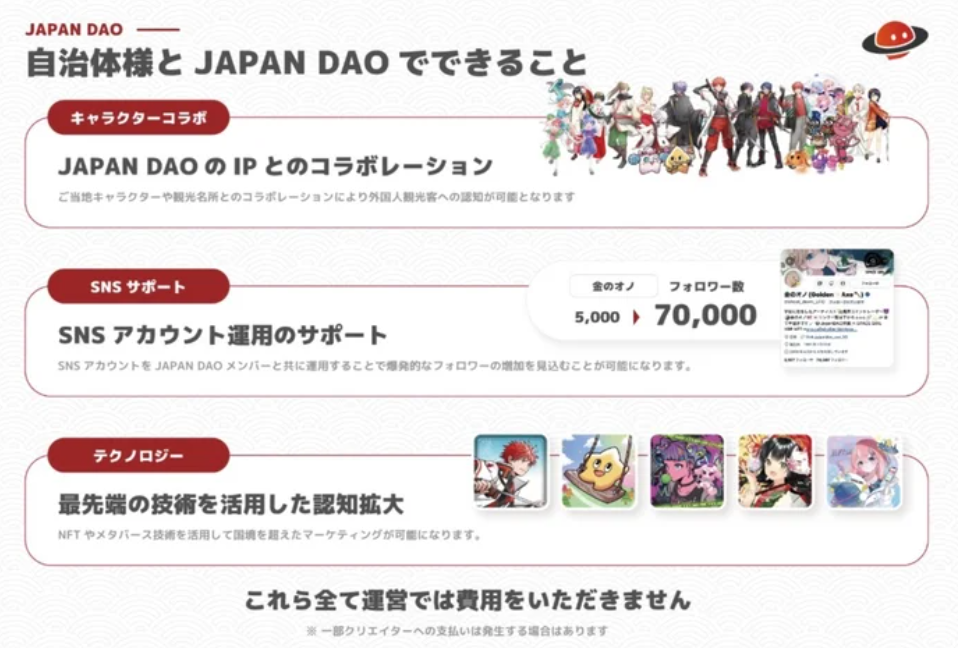 JAPAN DAO
自治体様と JAPAN DAO でできること
キャラクターコラボ
JAPAN DAO の IP とのコラボレーション
ご当地キャラクターや観光名所とのコラボレーションにより外国人観光客への認知が可能となります
SNS サポート
金のオノ フォロワー数
5,000 70,000
SNS アカウント運用のサポート
SNS アカウントを JAPAN DAO メンバーと共に運用することで爆発的なフォロワーの増加を見込むことが可能になります。
テクノロジー
最先端の技術を活用した認知拡大
NFT やメタバース技術を活用して国境を超えたマーケティングが可能になります。
これら全て運営では費用をいただきません
※ 一部クリエイターへの支払いは発生する場合はあります